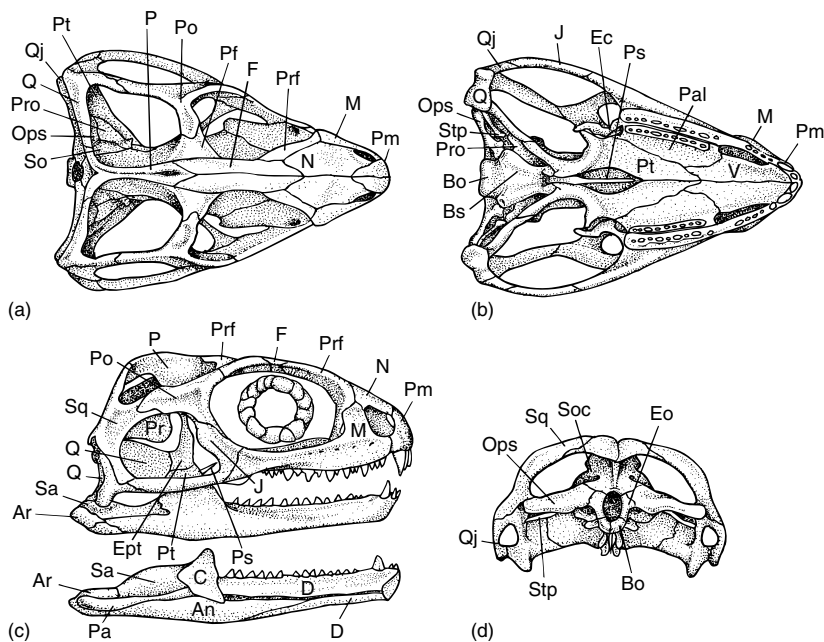 Pt P Po
Qj Pf F
Q Prf
Pro M
Ops Pm
So N
(a)
Qj J Ec Ps
Q Pal
Ops M
Stp Pm
Pro Pt V
Bo
Bs
(b)
P Prf F Prf
Po N
Pm
Sq
Pr M
Q
Q J
Sa
Ar
Ept Pt Ps
Sa C
Ar D
An
Pa D
(c)
Sq Soc Eo
Ops
Qj
Stp Bo
(d)